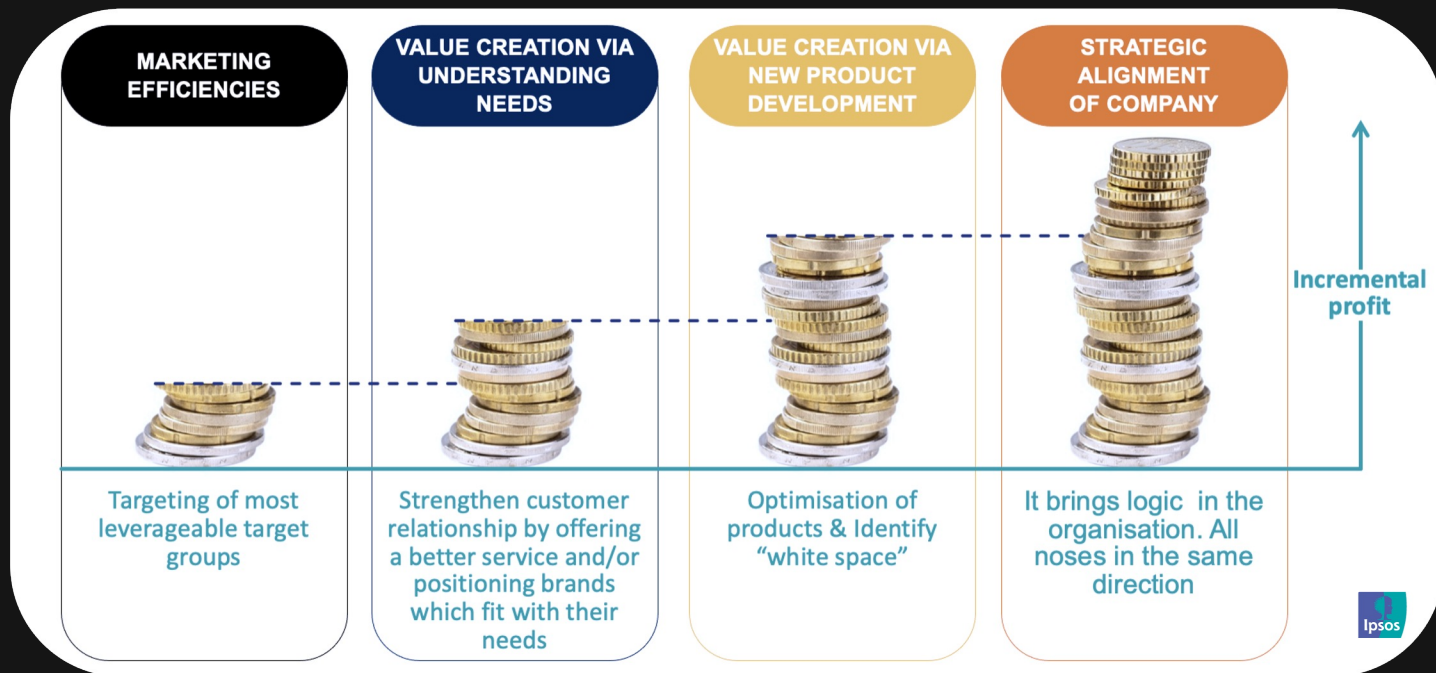 MARKETING
EFFICIENCIES
VALUE CREATION VIA
UNDERSTANDING
NEEDS
VALUE CREATION VIA
NEW PRODUCT
DEVELOPMENT
STRATEGIC
ALIGNMENT
OF COMPANY
Incremental
profit
Targeting of most
leverageable target
groups
Strengthen customer
relationship by offering
a better service and/or
positioning brands
which fit with their
needs
Optimisation of
products & Identify
“white space”
It brings logic  in the
organisation. All
noses in the same
direction
Ipsos